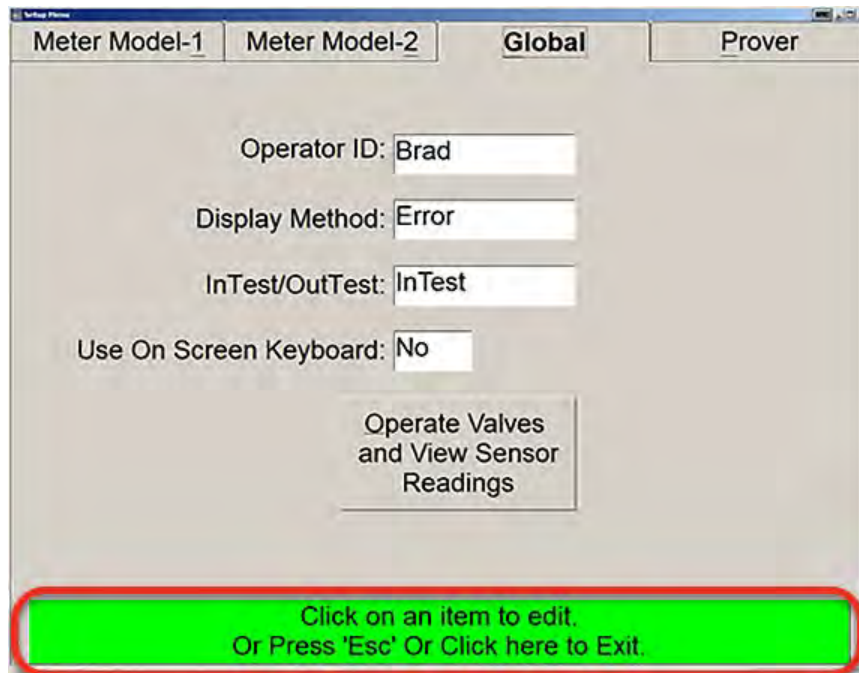 Setup Menu
Meter Model-1 Meter Model-2 Global Prover
Operator ID: Brad
Display Method: Error
InTest/OutTest: InTest
Use On Screen Keyboard: No
Operate Valves
and View Sensor
Readings
Click on an item to edit.
Or Press 'Esc' Or Click here to Exit.